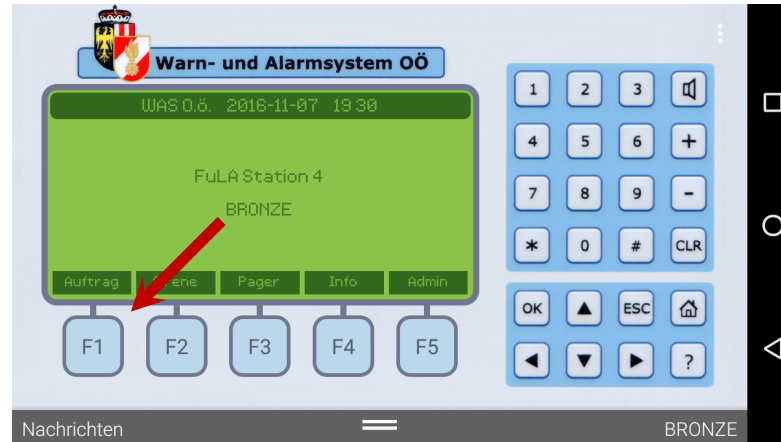 Warn- und Alarmsystem OÖ
WAS O.ö. 2016-11-07 19:30
FuLA Station 4
BRONZE
Auftrag Pager Info Admin
F1 F2 F3 F4 F5
1 2 3
4 5 6 +
7 8 9 -
* 0 # CLR
OK ESC
?
Nachrichten BRONZE